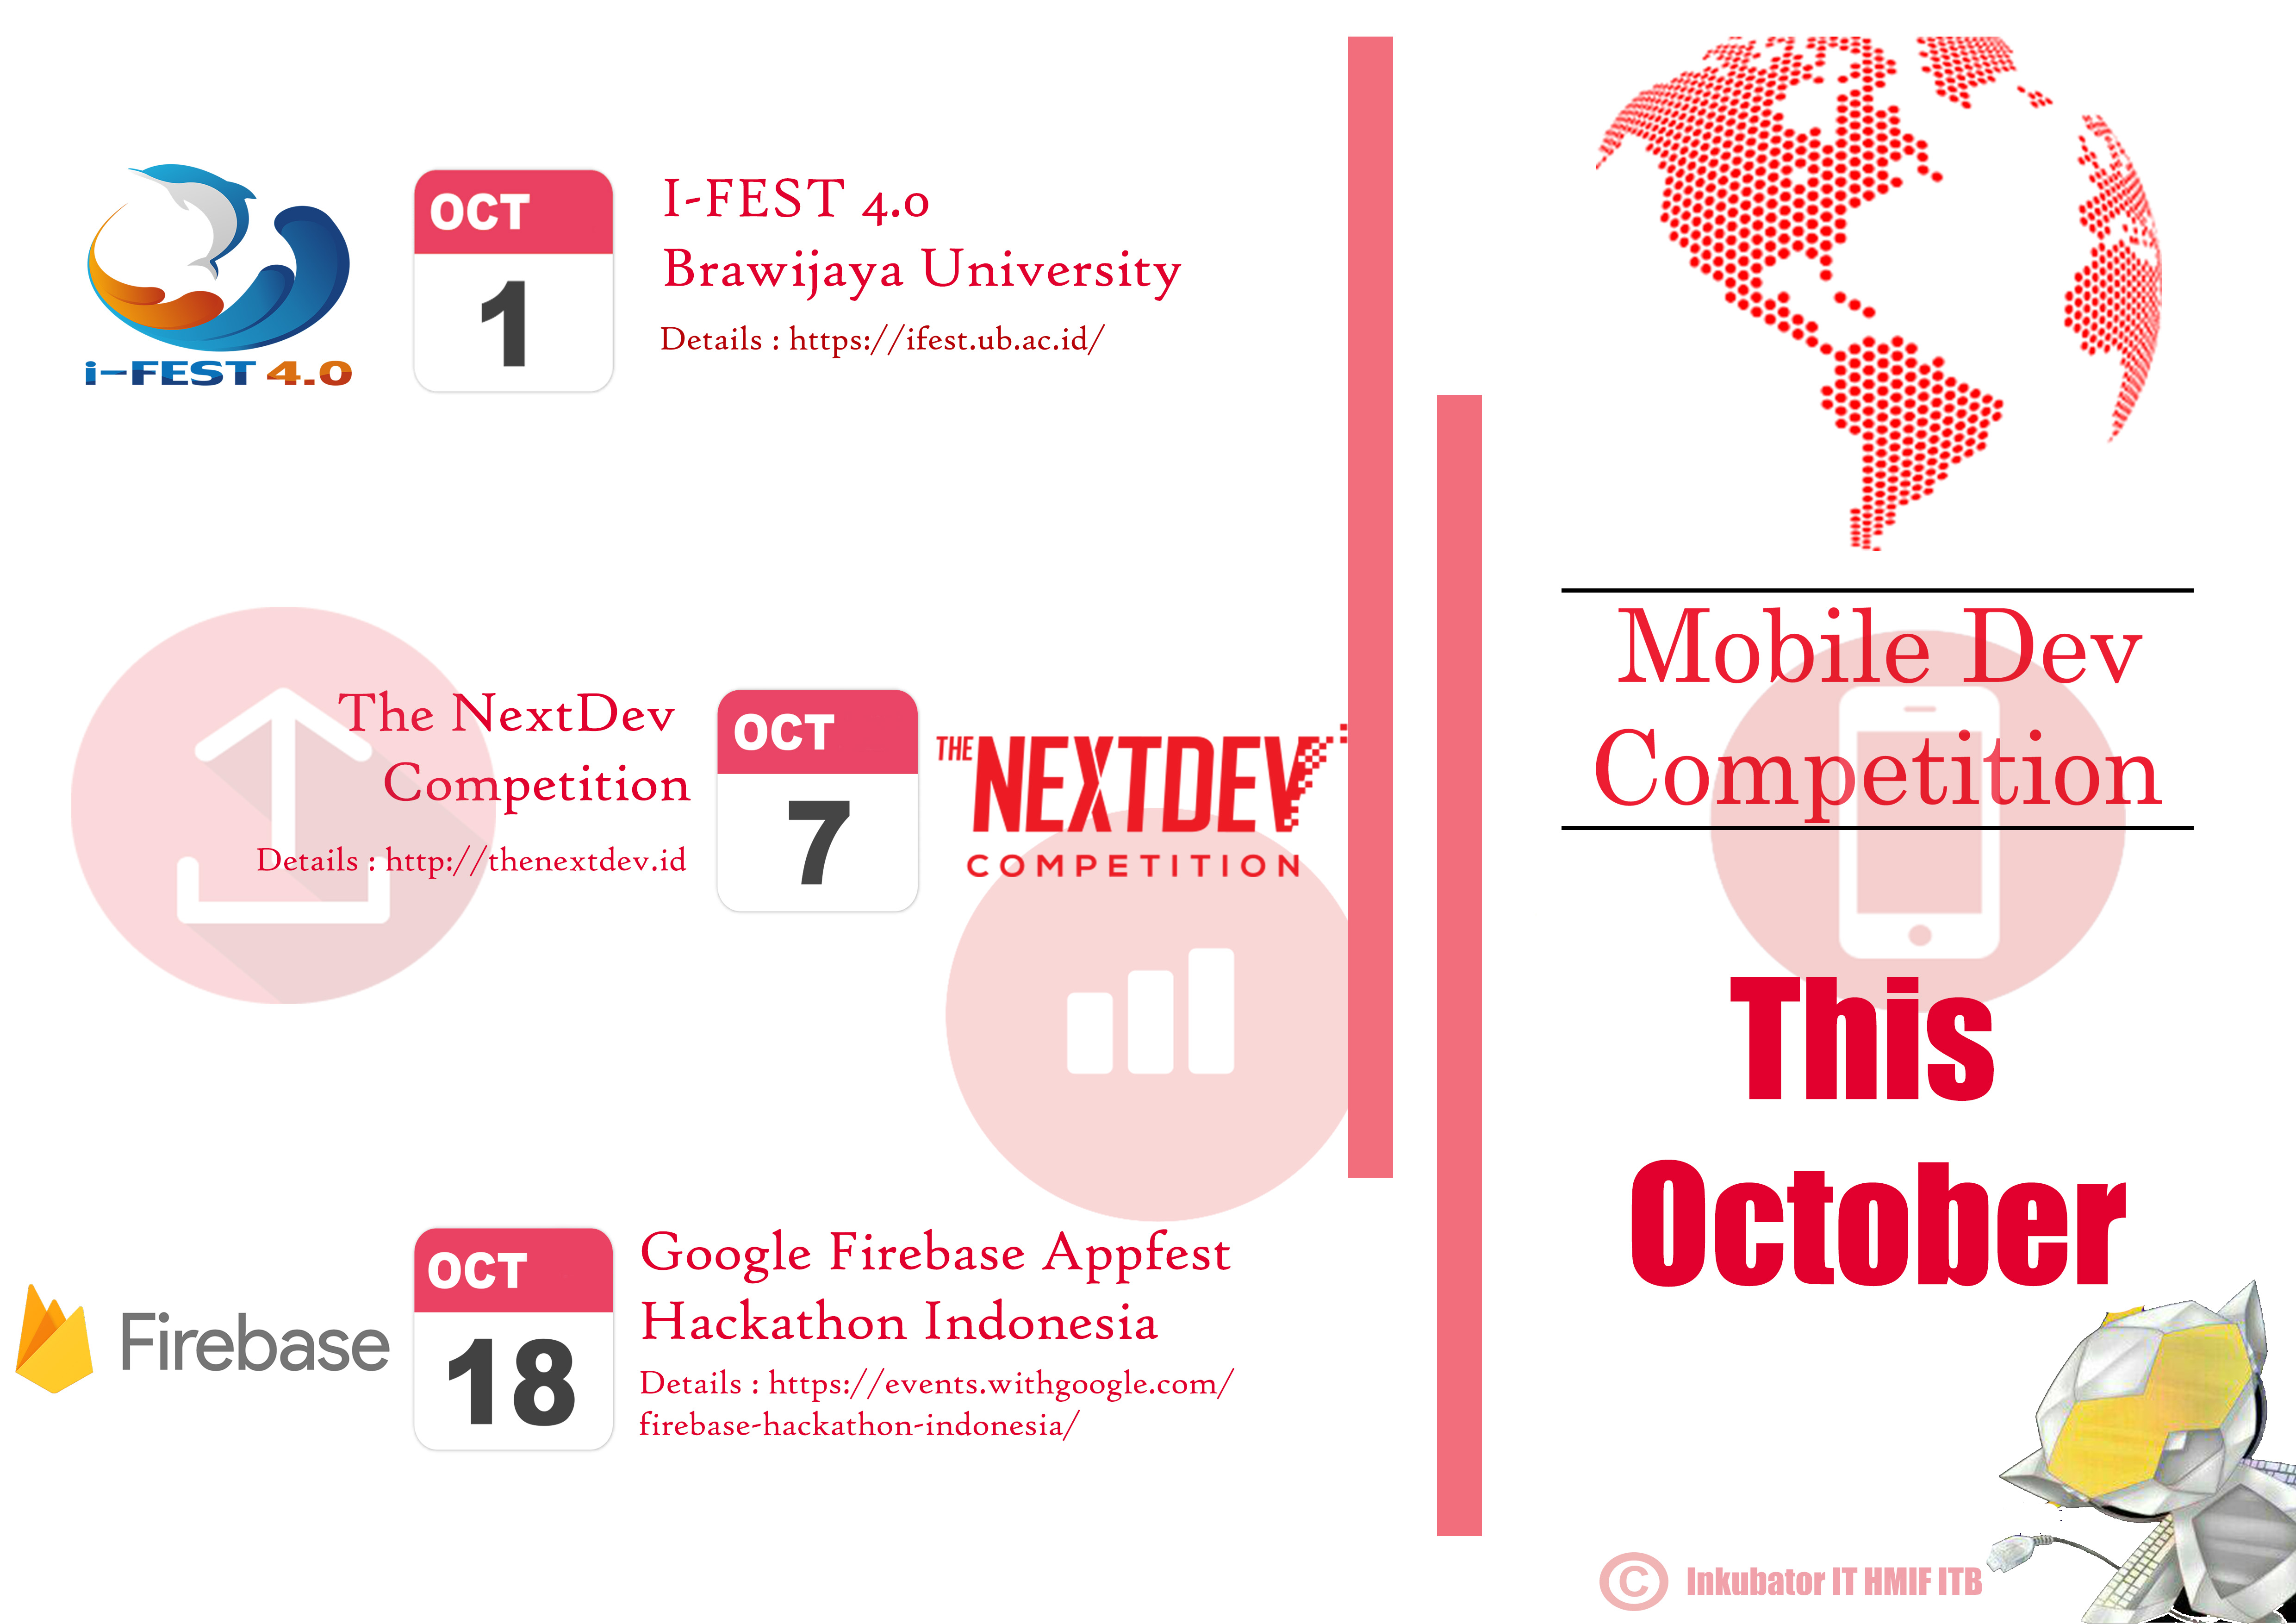 i-FEST 4.0
OCT
1
I-FEST 4.0
Brawijaya University
Details : https://ifest.ub.ac.id/
The NextDev
Competition
Details : http://thenextdev.id
OCT
7
THE NEXTDEV
COMPETITION
Firebase
OCT
18
Google Firebase Appfest
Hackathon Indonesia
Details : https://events.withgoogle.com/
firebase-hackathon-indonesia/
Mobile Dev
Competition
This
October
© Inkubator IT HMIF ITB